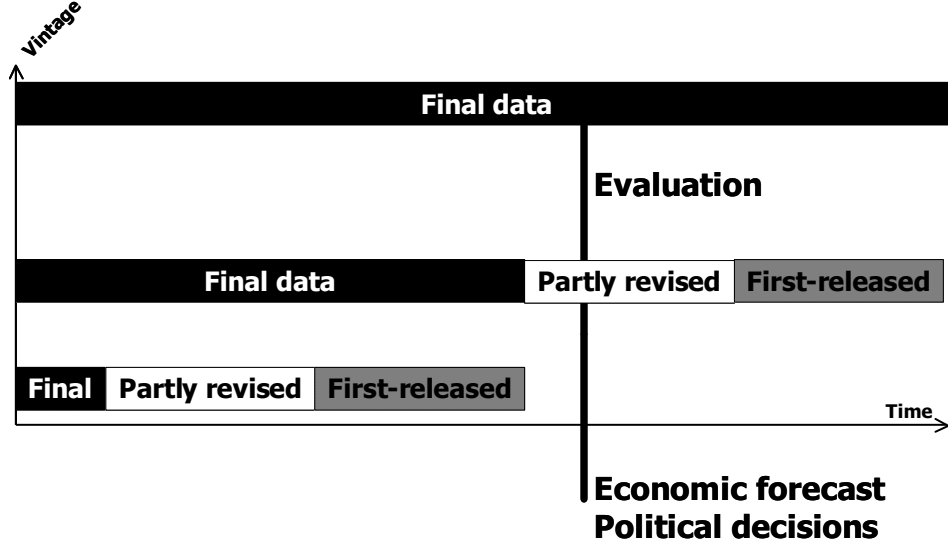 Vintage
Final data
Evaluation
Final data
Partly revised
First-released
Final
Partly revised
First-released
Time
Economic forecast
Political decisions